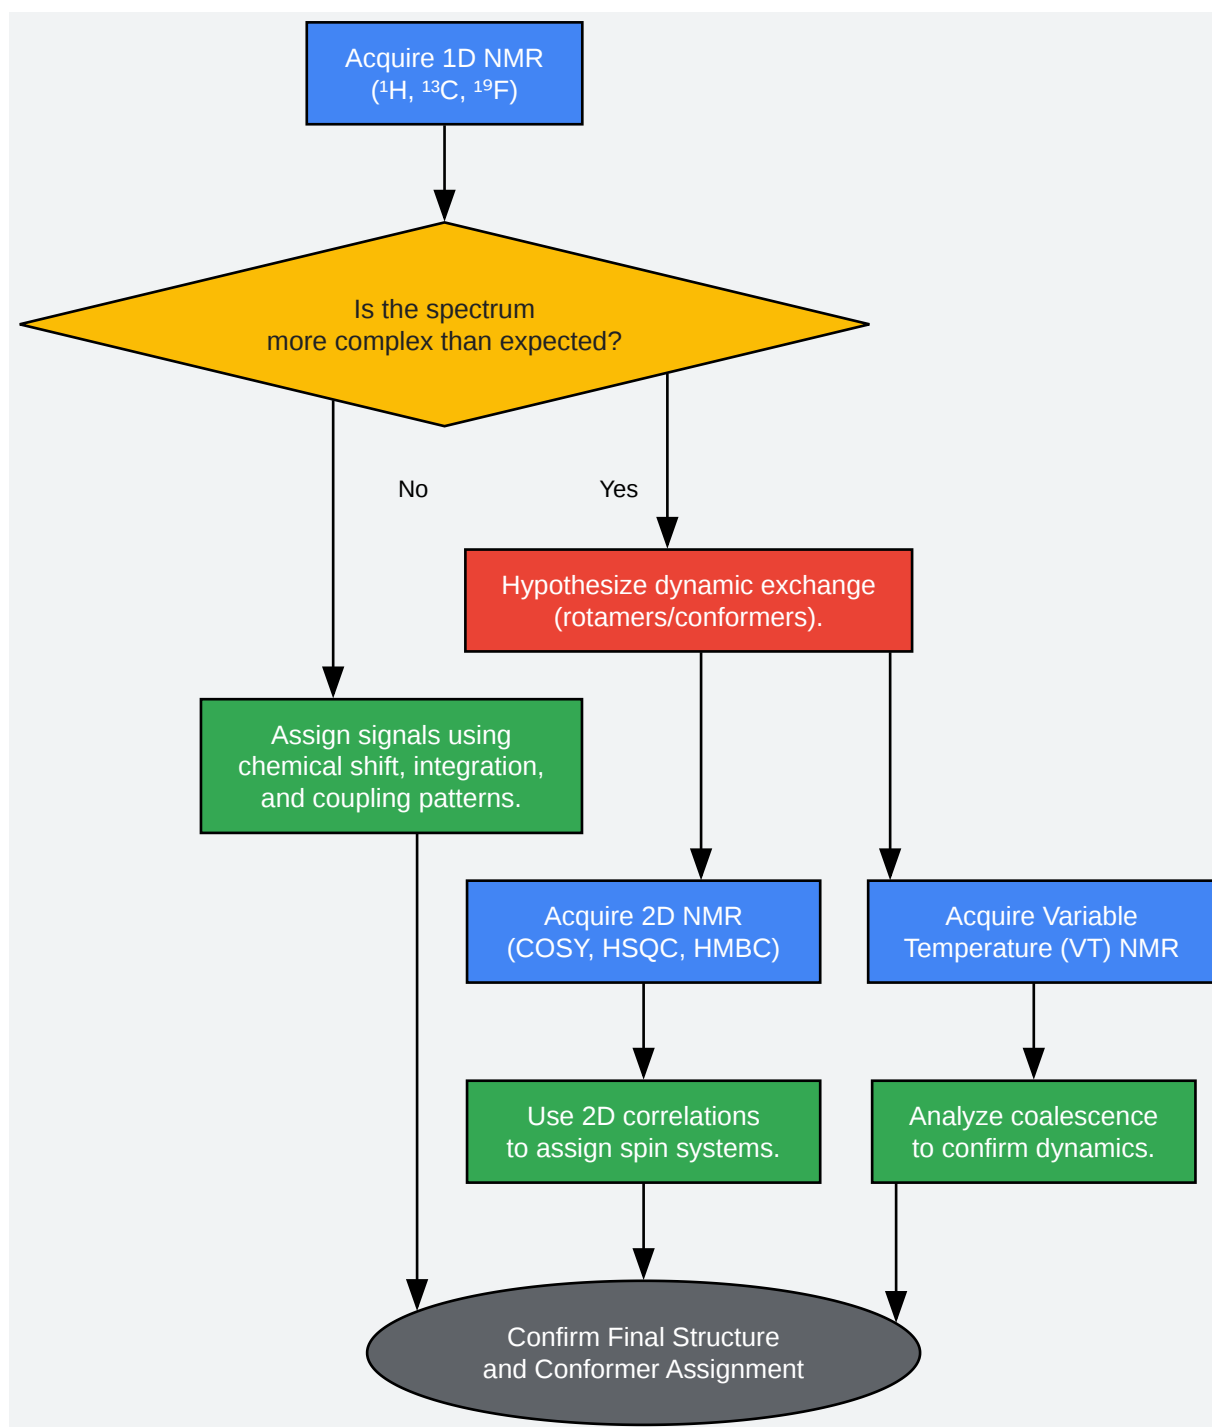 Acquire 1D NMR
(¹H, ¹³C, ¹⁹F)
Is the spectrum
more complex than expected?
No
Yes
Hypothesize dynamic exchange
(rotamers/conformers).
Assign signals using
chemical shift, integration,
and coupling patterns.
Acquire 2D NMR
(COSY, HSQC, HMBC)
Acquire Variable
Temperature (VT) NMR
Use 2D correlations
to assign spin systems.
Analyze coalescence
to confirm dynamics.
Confirm Final Structure
and Conformer Assignment